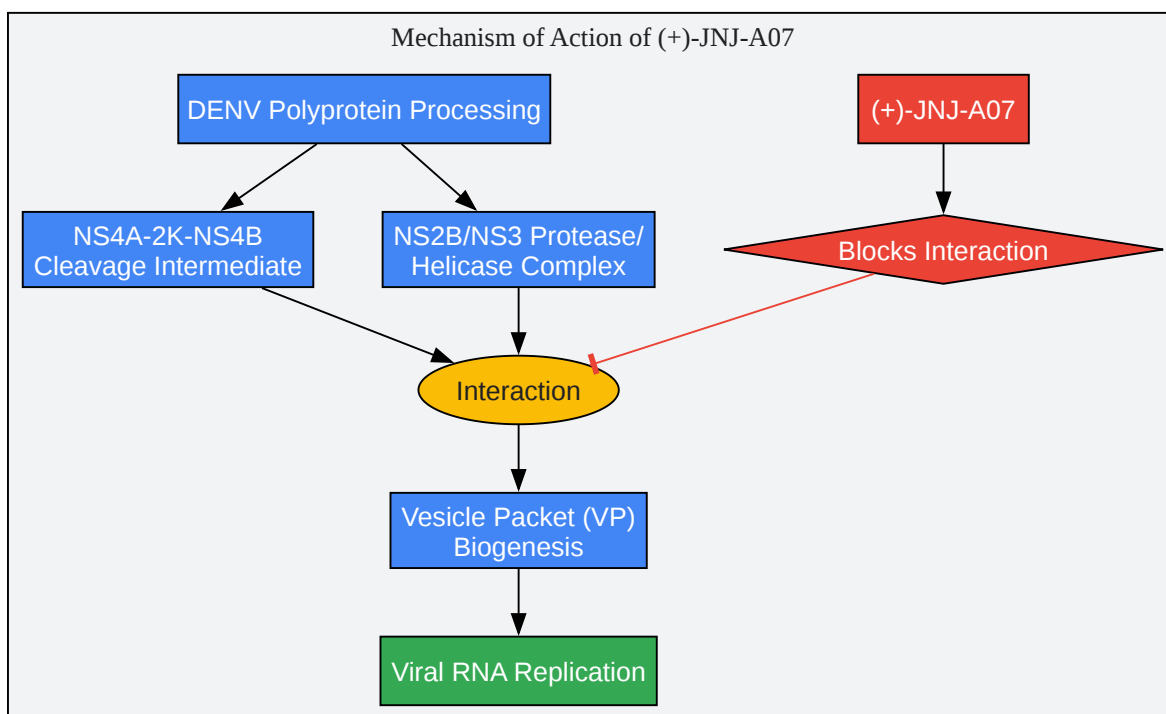 Mechanism of Action of (+)-JNJ-A07
DENV Polyprotein Processing
(+)-JNJ-A07
NS4A-2K-NS4B
Cleavage Intermediate
NS2B/NS3 Protease/
Helicase Complex
Blocks Interaction
Interaction
Vesicle Packet (VP)
Biogenesis
Viral RNA Replication